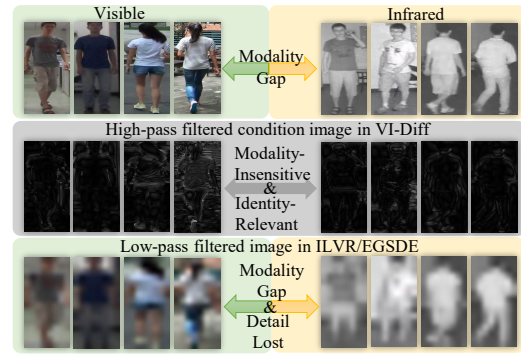 Visible
Infrared
Modality
Gap
High-pass filtered condition image in VI-Diff
Modality-
Insensitive
&
Identity-
Relevant
Low-pass filtered image in ILVR/EGSDE
Modality
Gap
&
Detail
Lost